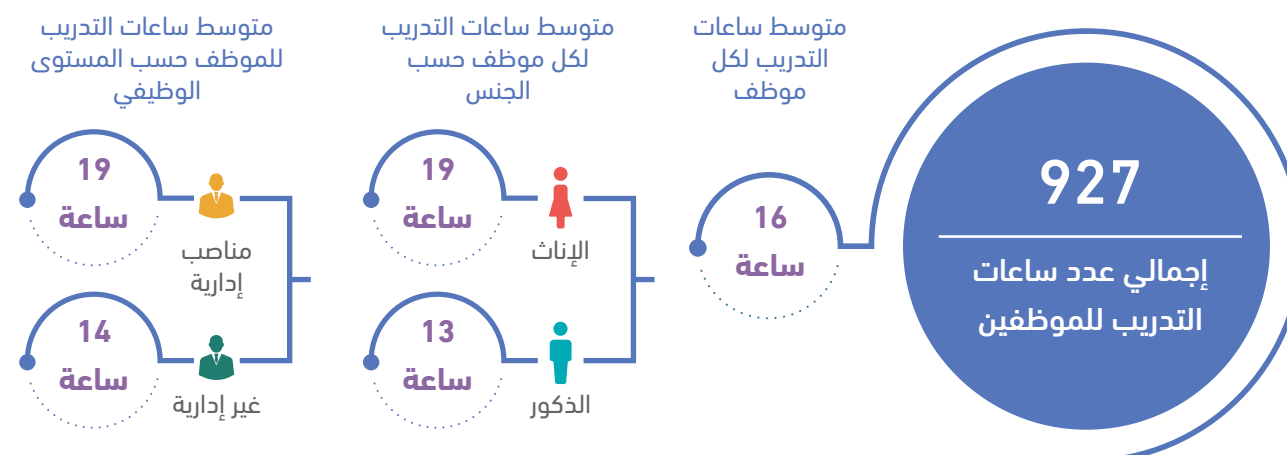 927
إجمالي عدد ساعات
التدريب للموظفين
متوسط ساعات
التدريب لكل
موظف
16
ساعة
متوسط ساعات التدريب
لكل موظف حسب
الجنس
19
ساعة
الإناث
13
ساعة
الذكور
متوسط ساعات التدريب
للموظف حسب المستوى
الوظيفي
19
ساعة
مناصب
إدارية
14
ساعة
غير إدارية